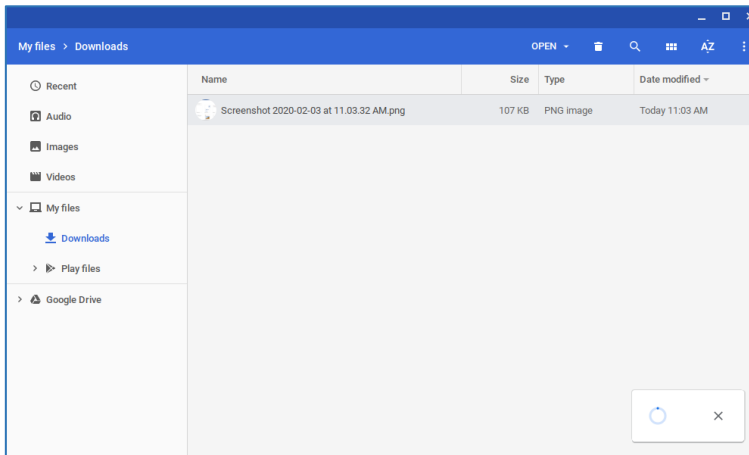 My files > Downloads
OPEN
AZ
Recent
Audio
Images
Videos
My files
Downloads
Play files
Google Drive
Name Size Type Date modified
Screenshot 2020-02-03 at 11.03.32 AM.png 107 KB PNG image Today 11:03 AM